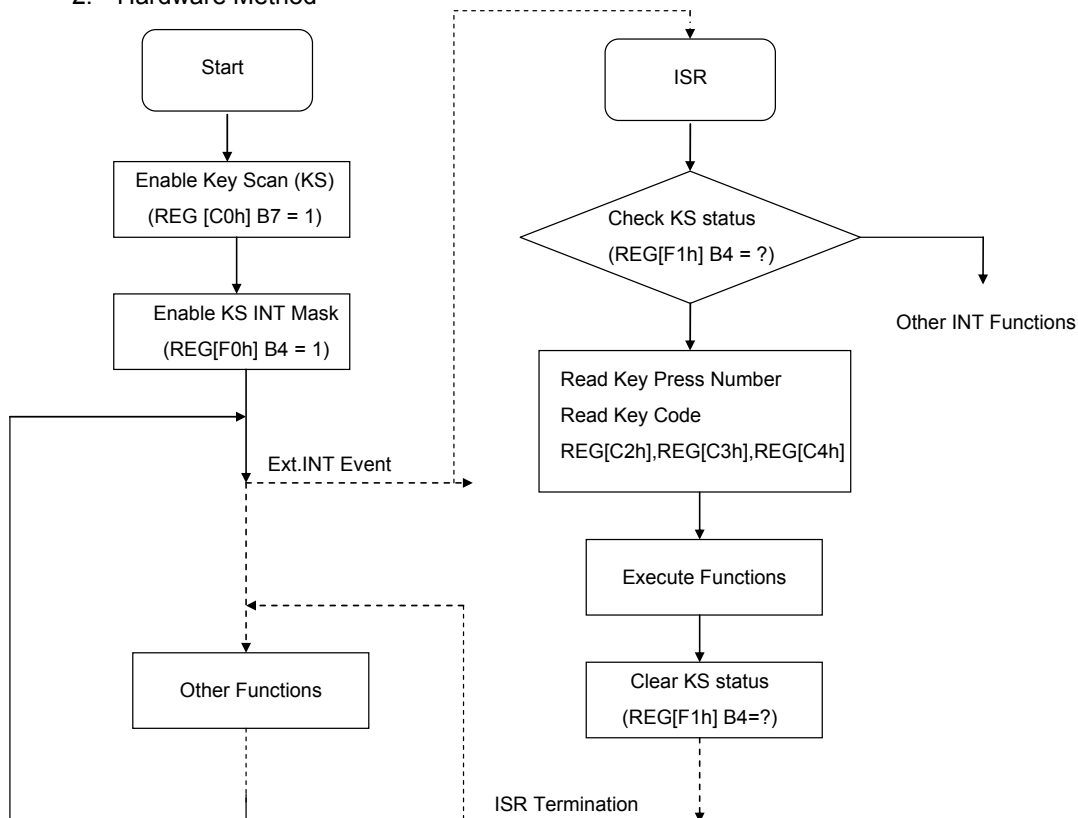 2. Hardware Method
Start
Enable Key Scan (KS)
(REG [C0h] B7 = 1)
Enable KS INT Mask
(REG[F0h] B4 = 1)
Ext.INT Event
Other Functions
ISR Termination
ISR
Check KS status
(REG[F1h] B4 = ?)
Other INT Functions
Read Key Press Number
Read Key Code
REG[C2h],REG[C3h],REG[C4h]
Execute Functions
Clear KS status
(REG[F1h] B4=?)